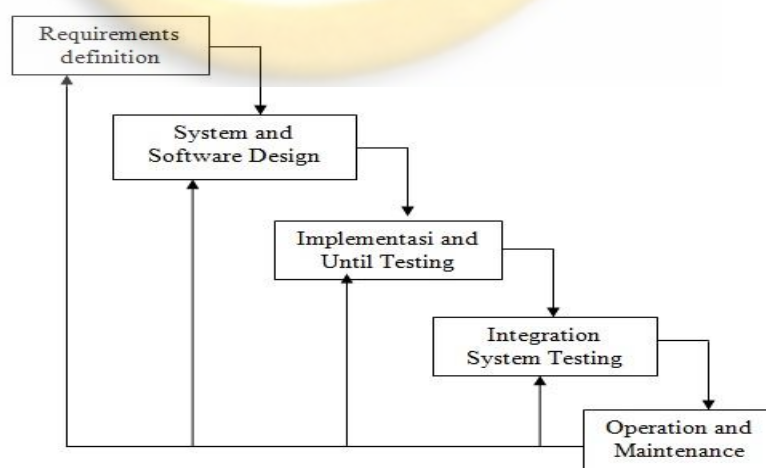 Requirements
definition
System and
Software Design
Implementasi and
Until Testing
Integration
System Testing
Operation and
Maintenance